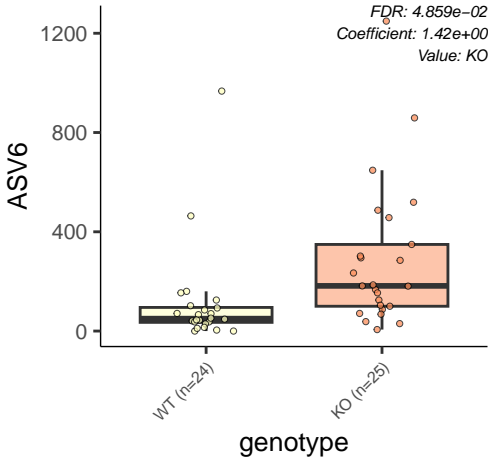 FDR: 4.859e−02
Coefficient: 1.42e+00
Value: KO
1200
800
400
0
ASV6
WT (n=24)
KO (n=25)
genotype